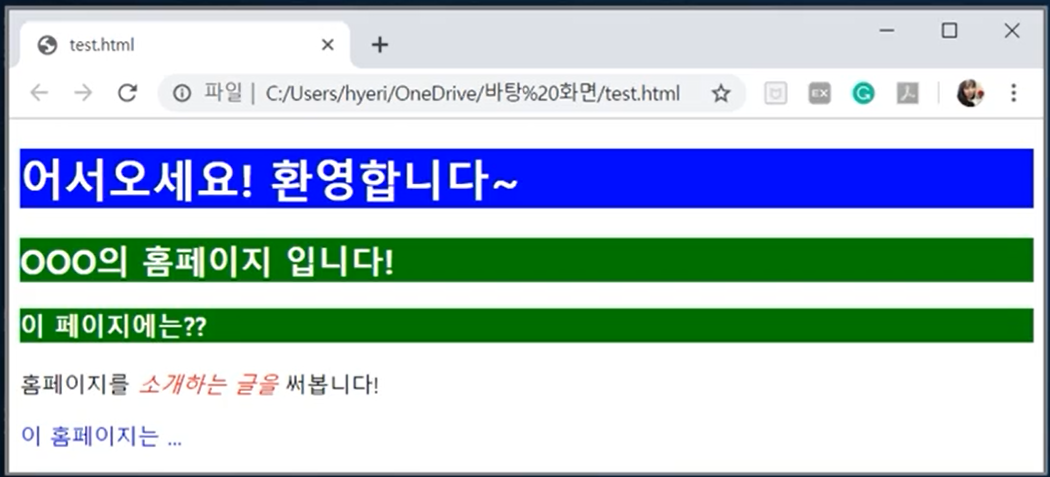 test.html
파일 | C:/Users/hyeri/OneDrive/바탕%20화면/test.html
EX
어서오세요! 환영합니다~
OOO의 홈페이지 입니다!
이 페이지에는??
홈페이지를 소개하는 글을 써봅니다!
이 홈페이지는 ...